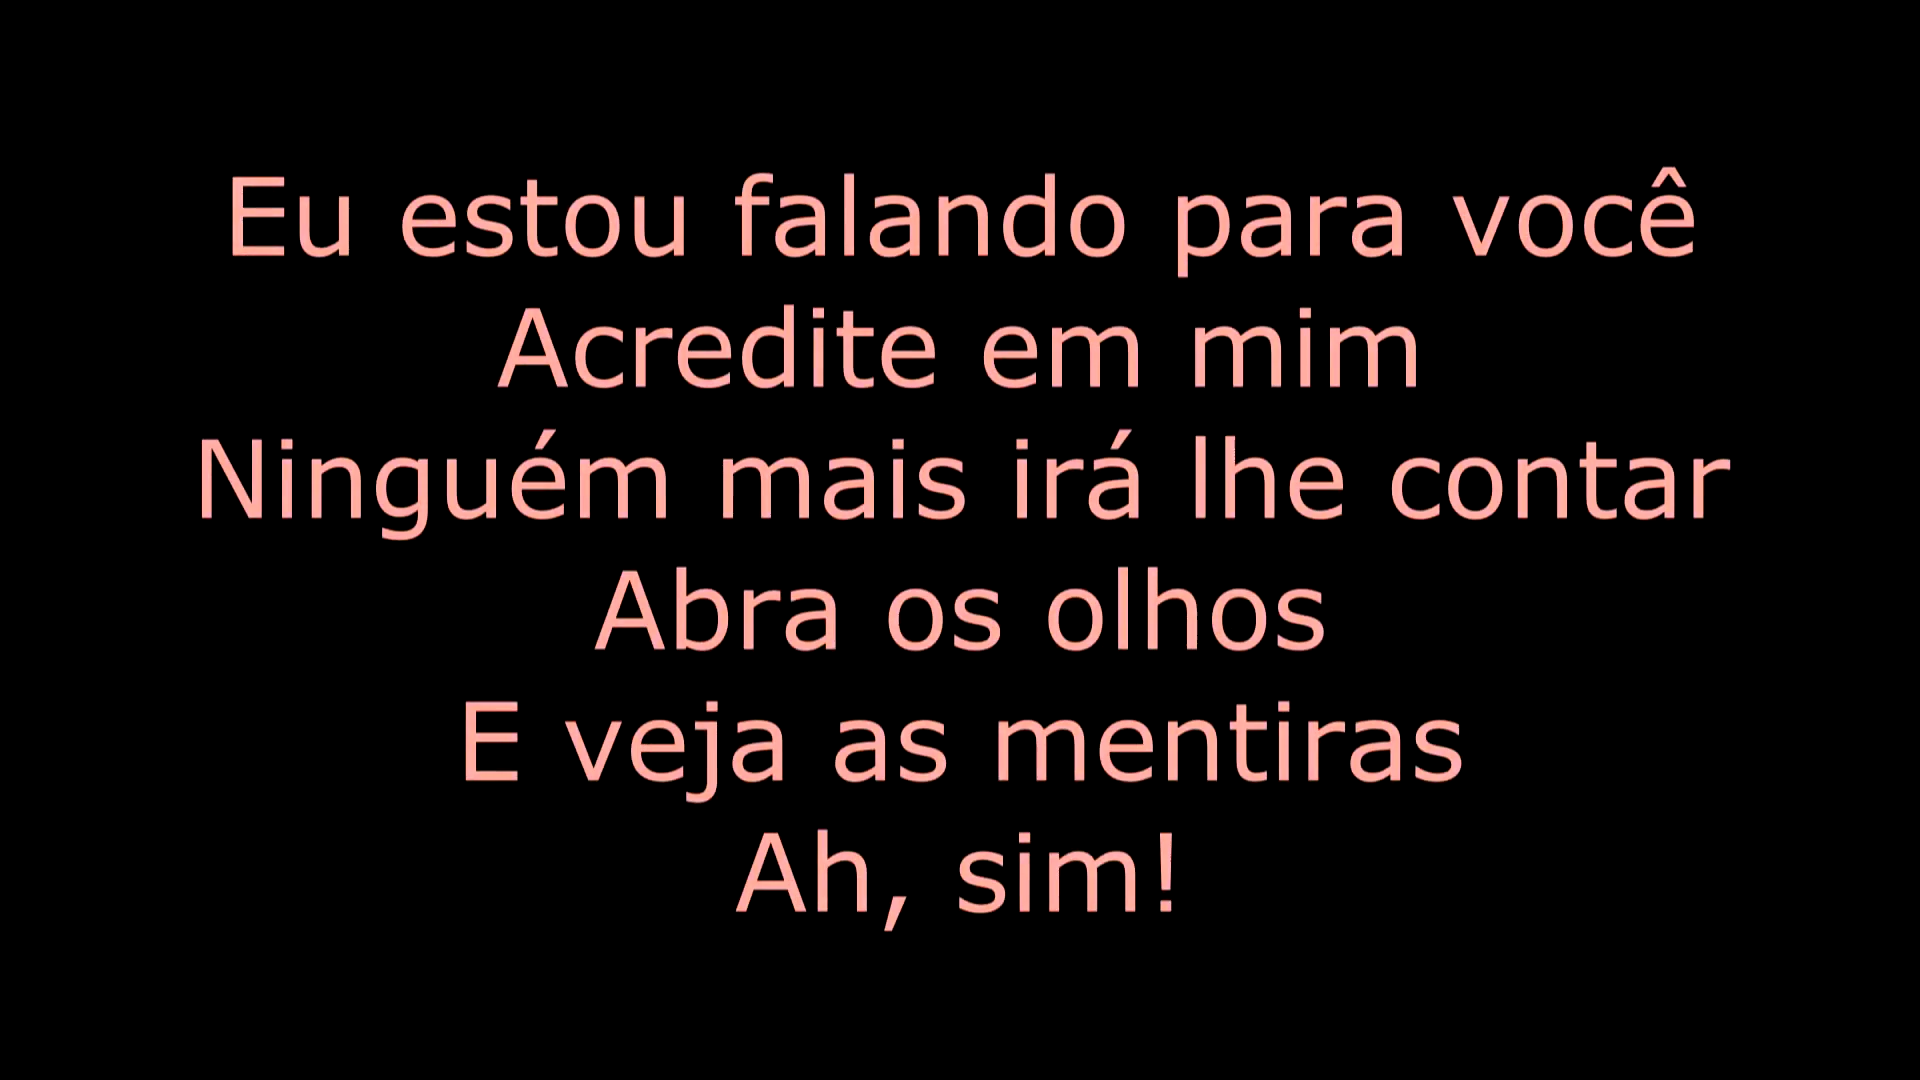 Eu estou falando para você
Acredite em mim
Ninguém mais irá lhe contar
Abra os olhos
E veja as mentiras
Ah, sim!